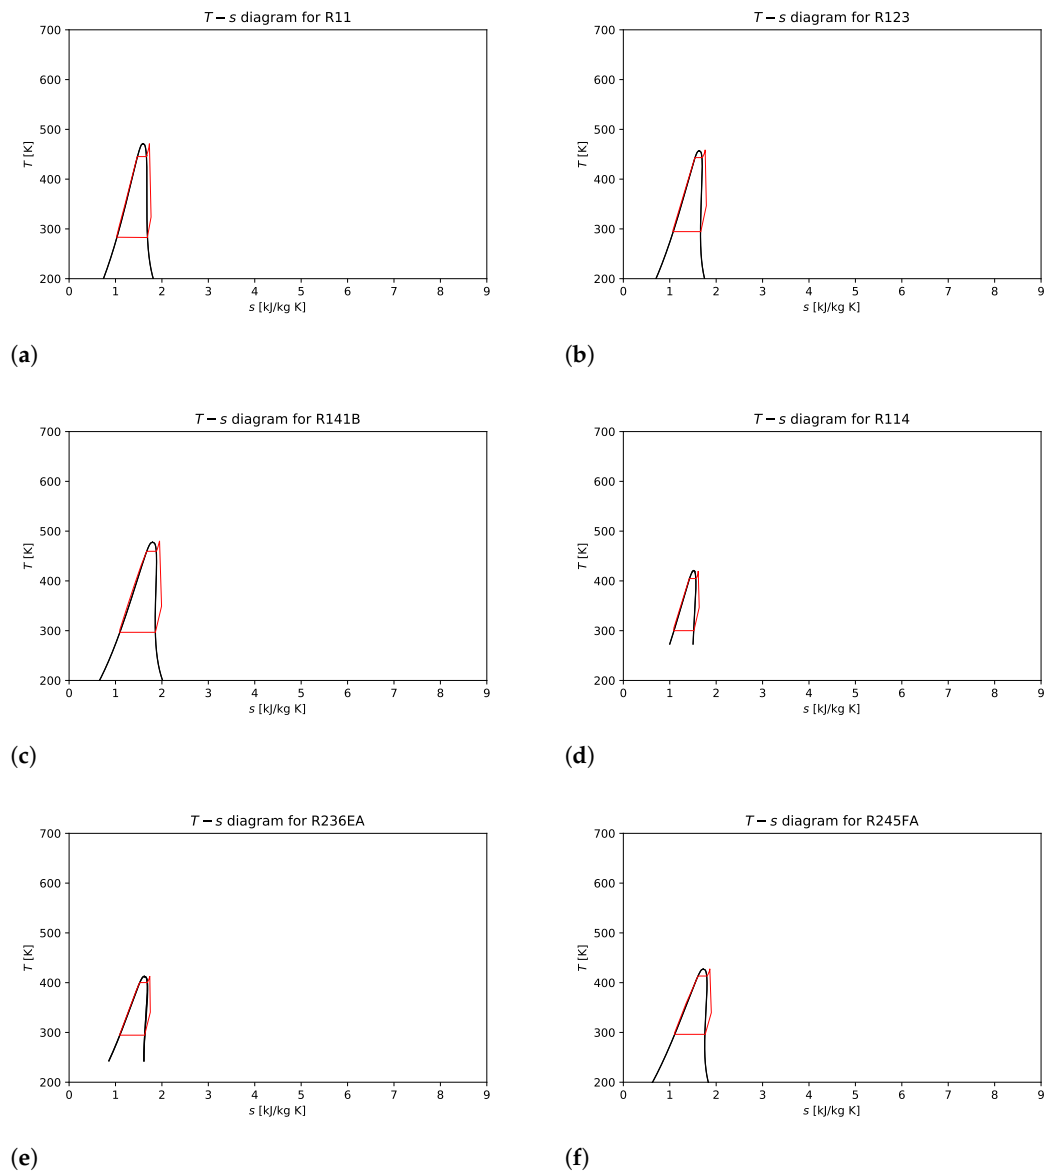 T − s diagram for R11
T − s diagram for R123
700
600
500
400
300
200
T [K]
0 1 2 3 4 5 6 7 8 9
s [kJ/kg K]
700
600
500
400
300
200
T [K]
0 1 2 3 4 5 6 7 8 9
s [kJ/kg K]
(a)
(b)
T − s diagram for R141B
T − s diagram for R114
700
600
500
400
300
200
T [K]
0 1 2 3 4 5 6 7 8 9
s [kJ/kg K]
700
600
500
400
300
200
T [K]
0 1 2 3 4 5 6 7 8 9
s [kJ/kg K]
(c)
(d)
T − s diagram for R236EA
T − s diagram for R245FA
700
600
500
400
300
200
T [K]
0 1 2 3 4 5 6 7 8 9
s [kJ/kg K]
700
600
500
400
300
200
T [K]
0 1 2 3 4 5 6 7 8 9
s [kJ/kg K]
(e)
(f)